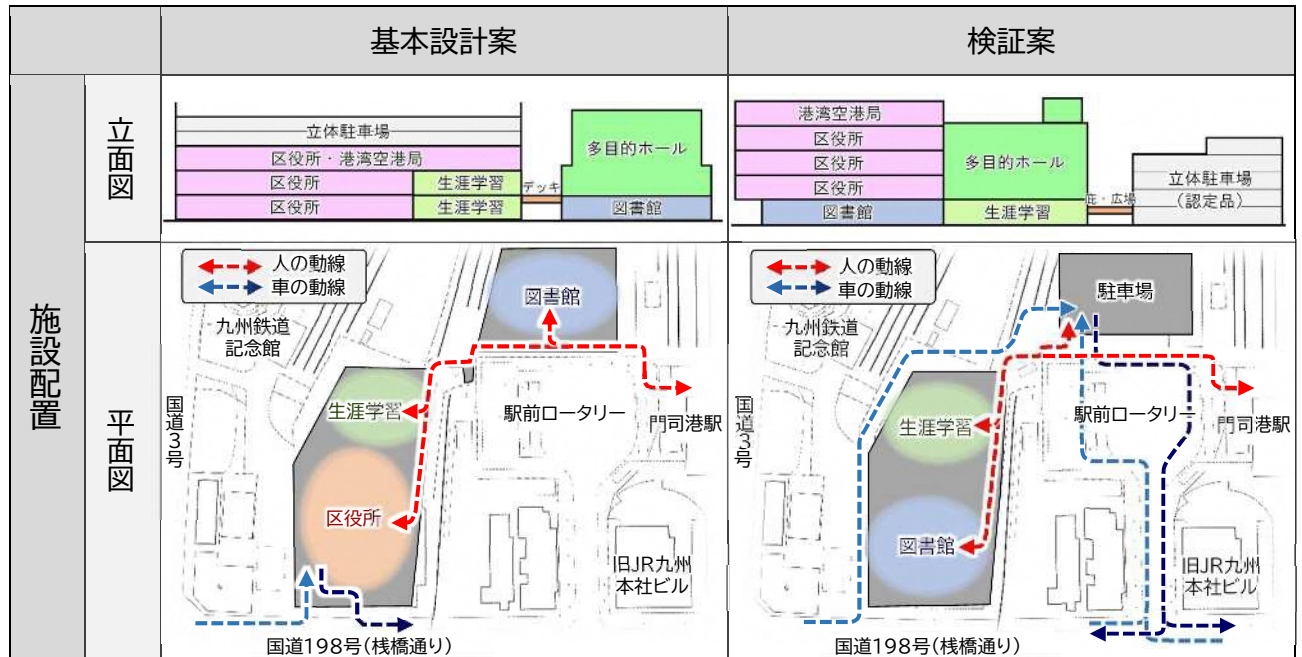 基本設計案
検証案
施設配置
立面図
立体駐車場
区役所・港湾空港局
区役所
生涯学習
区役所
生涯学習
デッキ
多目的ホール
図書館
港湾空港局
区役所
区役所
区役所
図書館
多目的ホール
生涯学習
庇・広場
立体駐車場
（認定品）
平面図
人の動線
車の動線
九州鉄道
記念館
国道3号
図書館
生涯学習
区役所
駅前ロータリー
門司港駅
旧JR九州
本社ビル
国道198号(桟橋通り)
人の動線
車の動線
九州鉄道
記念館
国道3号
駐車場
生涯学習
図書館
駅前ロータリー
門司港駅
旧JR九州
本社ビル
国道198号(桟橋通り)